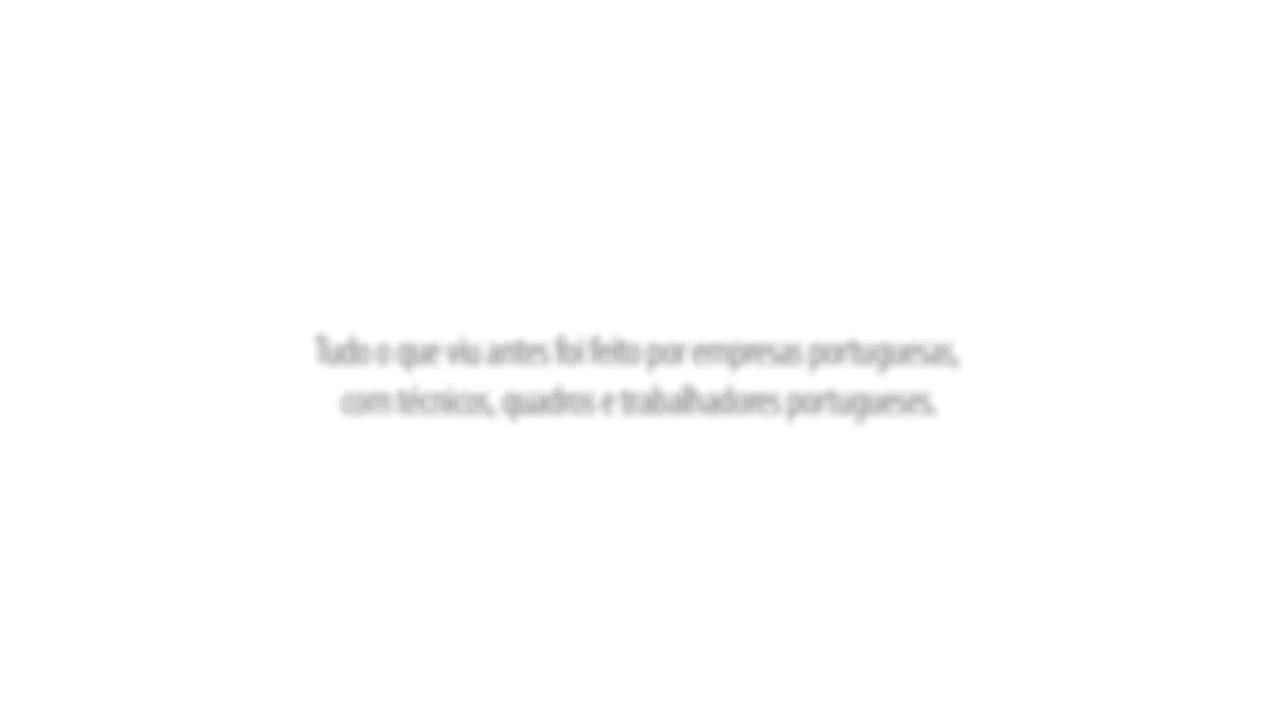 Tudo o que viu antes foi feito por empresas portuguesas,
com técnicos, quadros e trabalhadores portugueses.